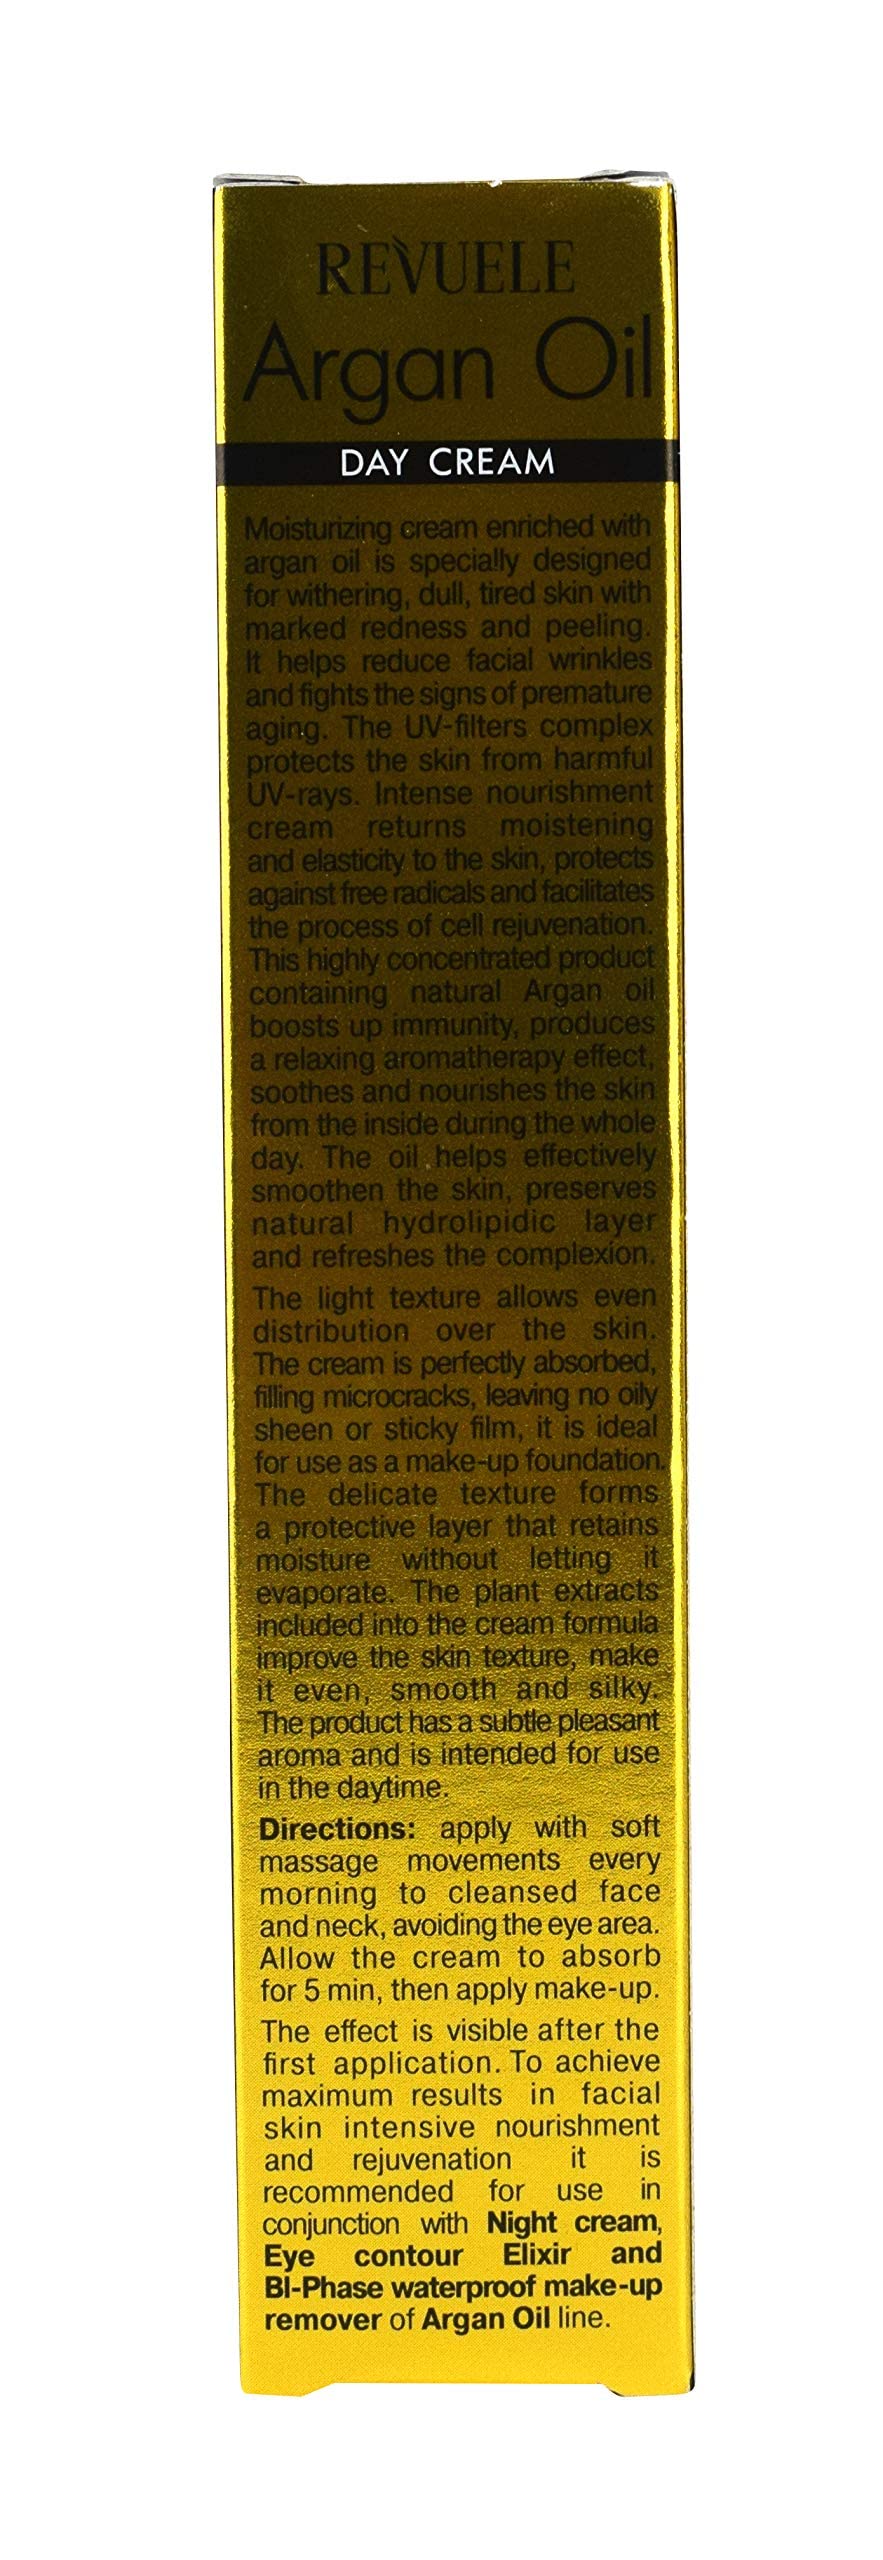 REVUELE
Argan Oil
DAY CREAM
Moisturizing cream enriched with
argan oil is specially designed
for withering, dull, tired skin with
marked redness and peeling.
It helps reduce facial wrinkles
and fights the signs of premature
aging. The UV-filters complex
protects the skin from harmful
UV-rays. Intense nourishment
cream returns moistening
and elasticity to the skin, protects
against free radicals and facilitates
the process of cell rejuvenation.
This highly concentrated product
containing natural Argan oil
boosts up immunity, produces
a relaxing aromatherapy effect,
soothes and nourishes the skin
from the inside during the whole
day. The oil helps effectively
smoothen the skin, preserves
natural hydrolipidic layer
and refreshes the complexion.
The light texture allows even
distribution over the skin.
The cream is perfectly absorbed,
filling microcracks, leaving no oily
sheen or sticky film, it is ideal
for use as a make-up foundation.
The delicate texture forms
a protective layer that retains
moisture without letting it
evaporate. The plant extracts
included into the cream formula
improve the skin texture, make
it even, smooth and silky.
The product has a subtle pleasant
aroma and is intended for use
in the daytime.
Directions: apply with soft
massage movements every
morning to cleansed face
and neck, avoiding the eye area.
Allow the cream to absorb
for 5 min, then apply make-up.
The effect is visible after the
first application. To achieve
maximum results in facial
skin intensive nourishment
and rejuvenation it is
recommended for use in
conjunction with Night cream,
Eye contour Elixir and
BI-Phase waterproof make-up
remover of Argan Oil line.